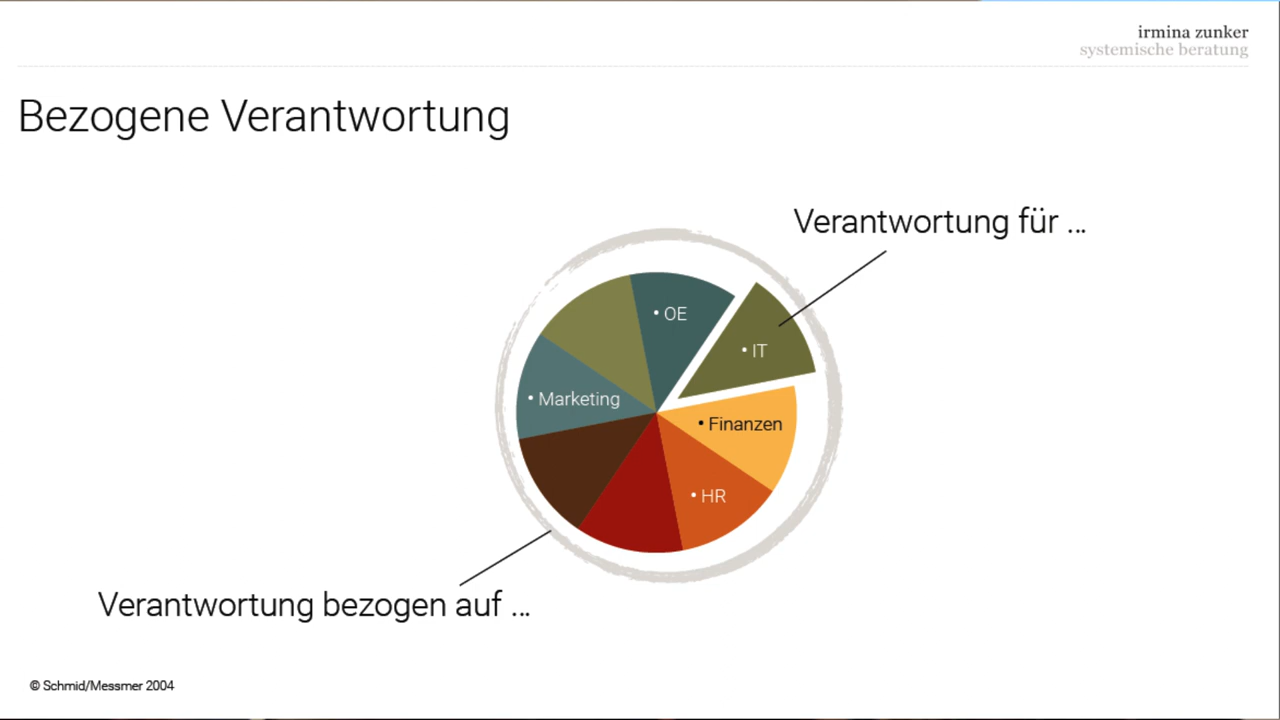 irmina zunker
systemische beratung
Bezogene Verantwortung
Verantwortung für ...
• OE
• IT
• Marketing
• Finanzen
• HR
Verantwortung bezogen auf ...
© Schmid/Messmer 2004